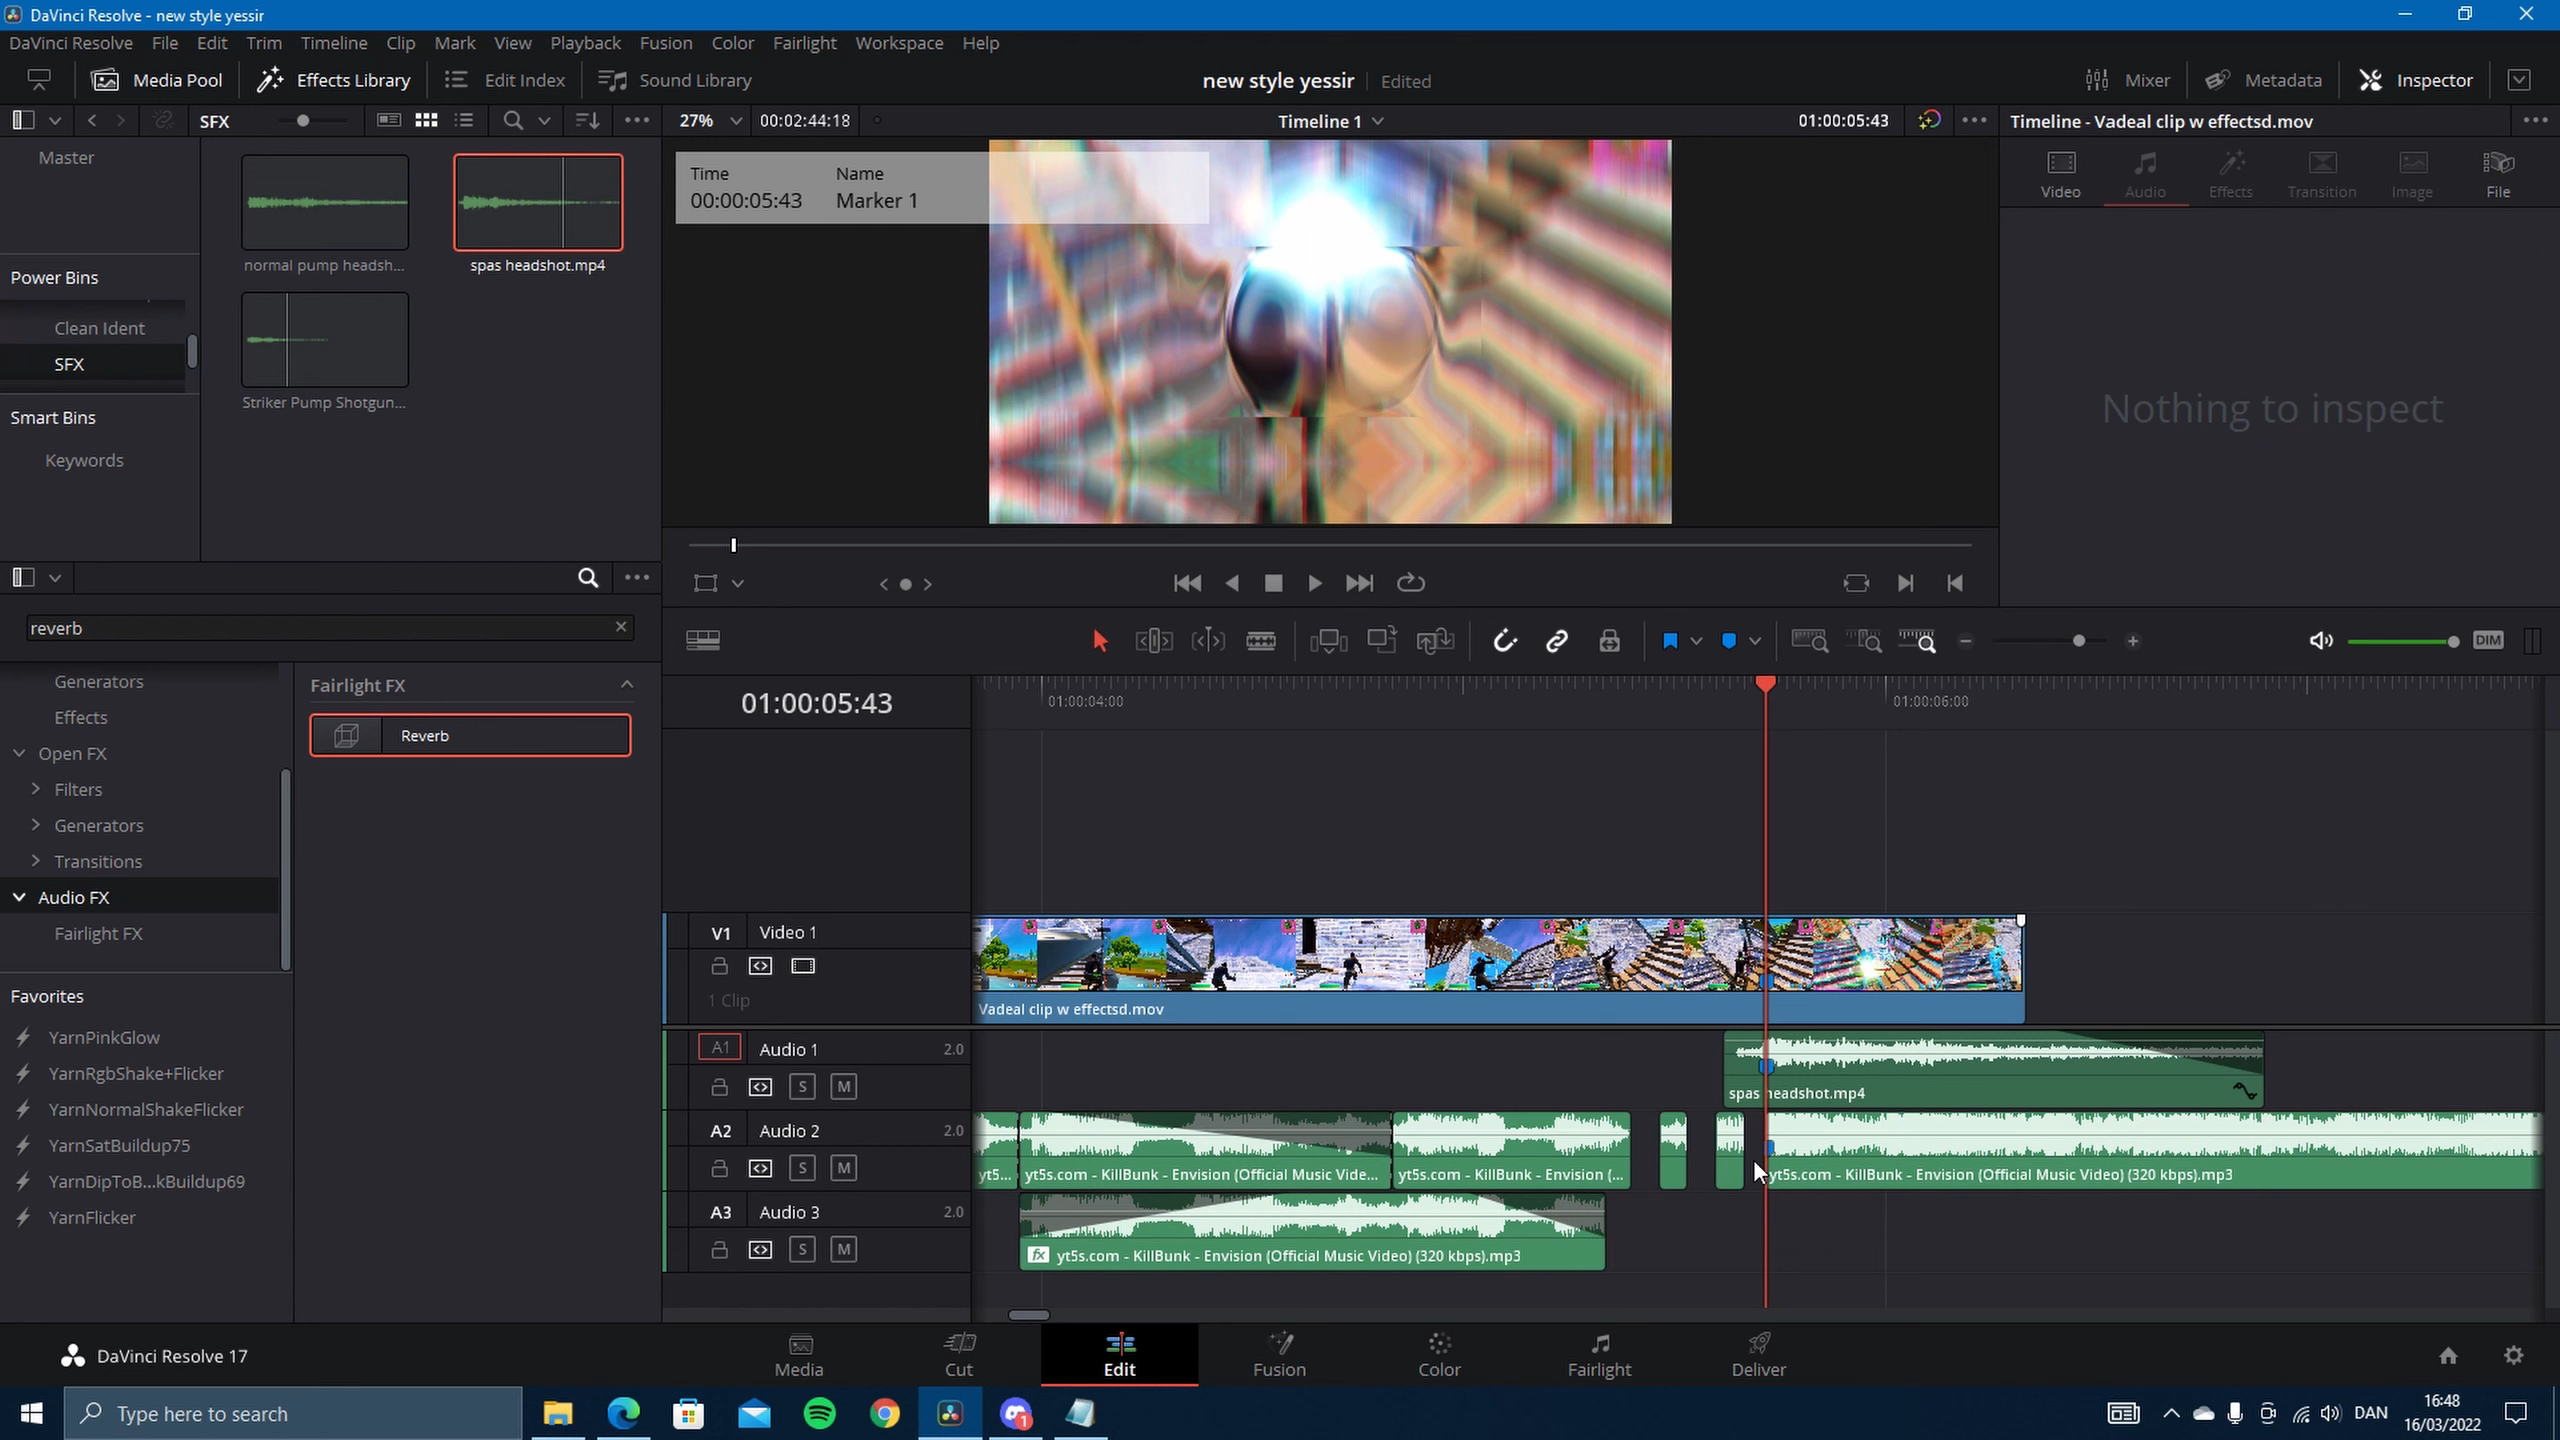 DaVinci Resolve - new style yessir
DaVinci Resolve File Edit Trim Timeline Clip Mark View Playback Fusion Color Fairlight Workspace Help
Media Pool Effects Library Edit Index Sound Library new style yessir Edited Mixer Metadata Inspector
SFX 27% 00:02:44:18 Timeline 1 01:00:05:43 Timeline - Vadeal clip w effectsd.mov
Master
Time Name
00:00:05:43 Marker 1
Video Audio Effects Transition Image File
normal pump headsh... spas headshot.mp4
Power Bins
Clean Ident
SFX
Striker Pump Shotgun...
Smart Bins
Keywords
Nothing to inspect
reverb
DIM
Generators
Effects
Open FX
Filters
Generators
Transitions
Audio FX
Fairlight FX
Fairlight FX
Reverb
Favorites
YarnPinkGlow
YarnRgbShake+Flicker
YarnNormalShakeFlicker
YarnSatBuildup75
YarnDipToB...kBuildup69
YarnFlicker
01:00:05:43 01:00:04:00 01:00:06:00
V1 Video 1
1 Clip
Vadeal clip w effectsd.mov
A1 Audio 1 2.0
S M
spas headshot.mp4
A2 Audio 2 2.0
S M
yt5... yt5s.com - KillBunk - Envision (Official Music Vide... yt5s.com - KillBunk - Envision (... yt5s.com - KillBunk - Envision (Official Music Video) (320 kbps).mp3
A3 Audio 3 2.0
S M
fx yt5s.com - KillBunk - Envision (Official Music Video) (320 kbps).mp3
DaVinci Resolve 17
Media Cut Edit Fusion Color Fairlight Deliver
Type here to search
1
DAN
16:48
16/03/2022